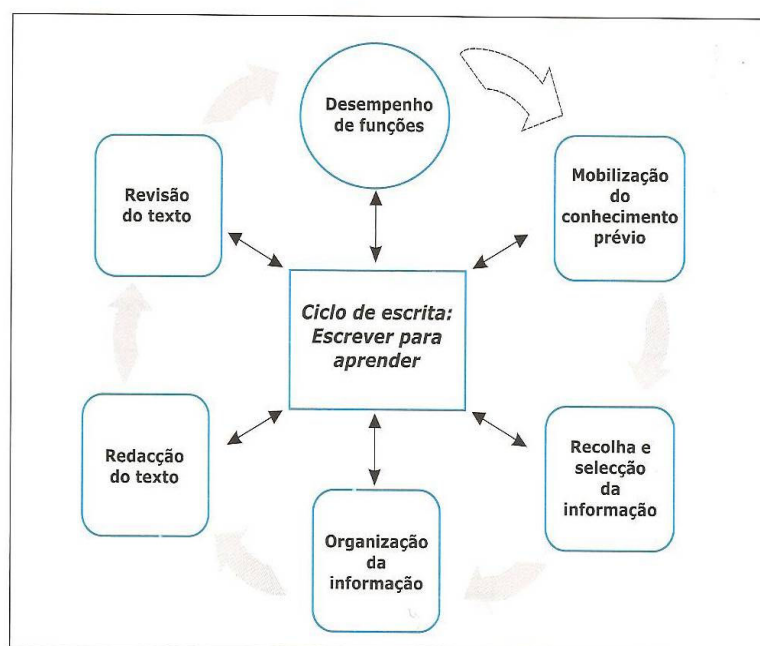 Desempenho
de funções
Mobilização
do
conhecimento
prévio
Recolha e
selecção
da
informação
Organização
da
informação
Redacção
do texto
Revisão
do texto
Ciclo de escrita:
Escrever para
aprender